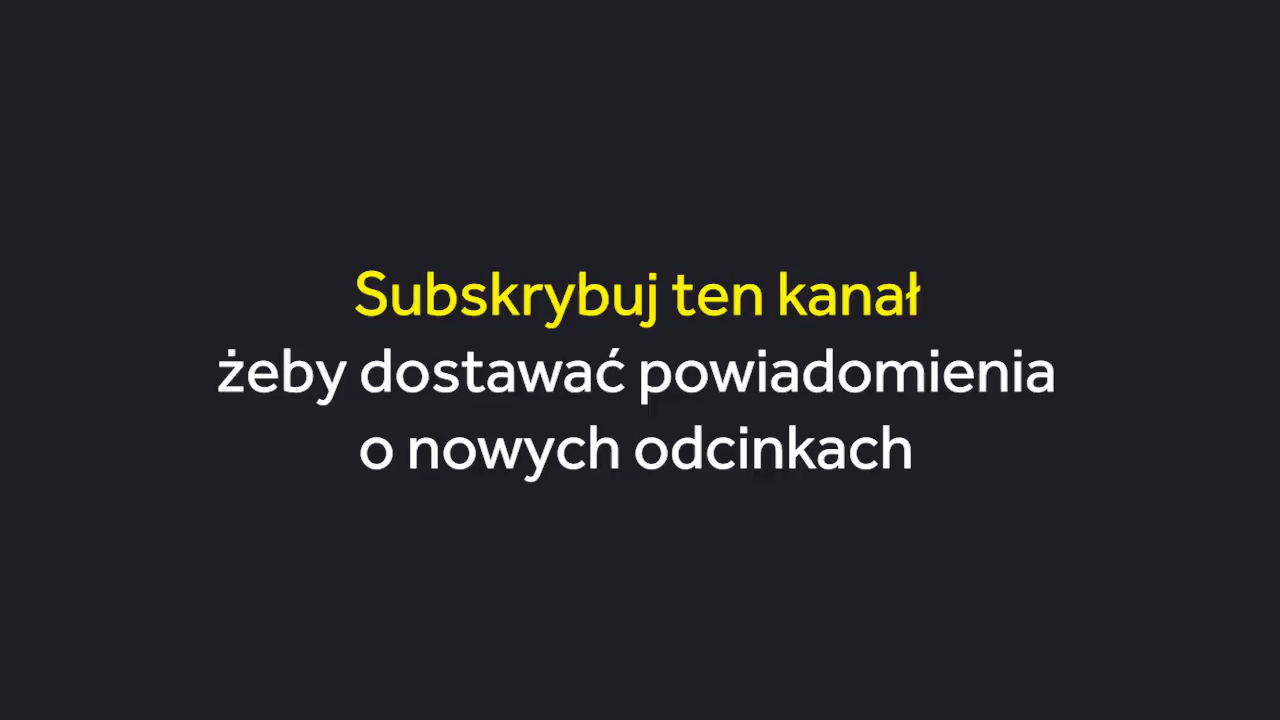 Subskrybuj ten kanał
żeby dostawać powiadomienia
o nowych odcinkach